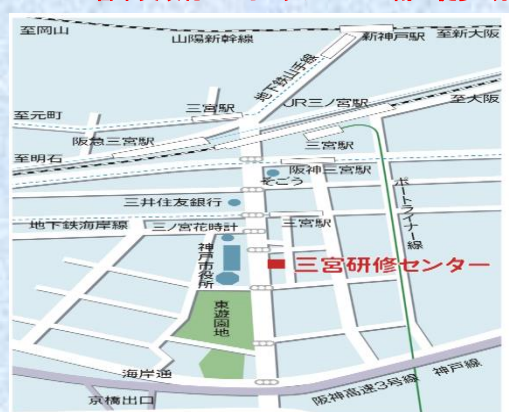 至岡山
山陽新幹線
新神戸駅
至新大阪
地下鉄山手線
三宮駅
JR三ノ宮駅
至大阪
至元町
阪急三宮駅
三宮駅
至明石
阪神三宮駅
そごう
三井住友銀行
ポートライナー線
地下鉄海岸線
三ノ宮花時計
三宮駅
神戸市役所
三宮研修センター
東遊園地
海岸通
京橋出口
阪神高速3号線 神戸線